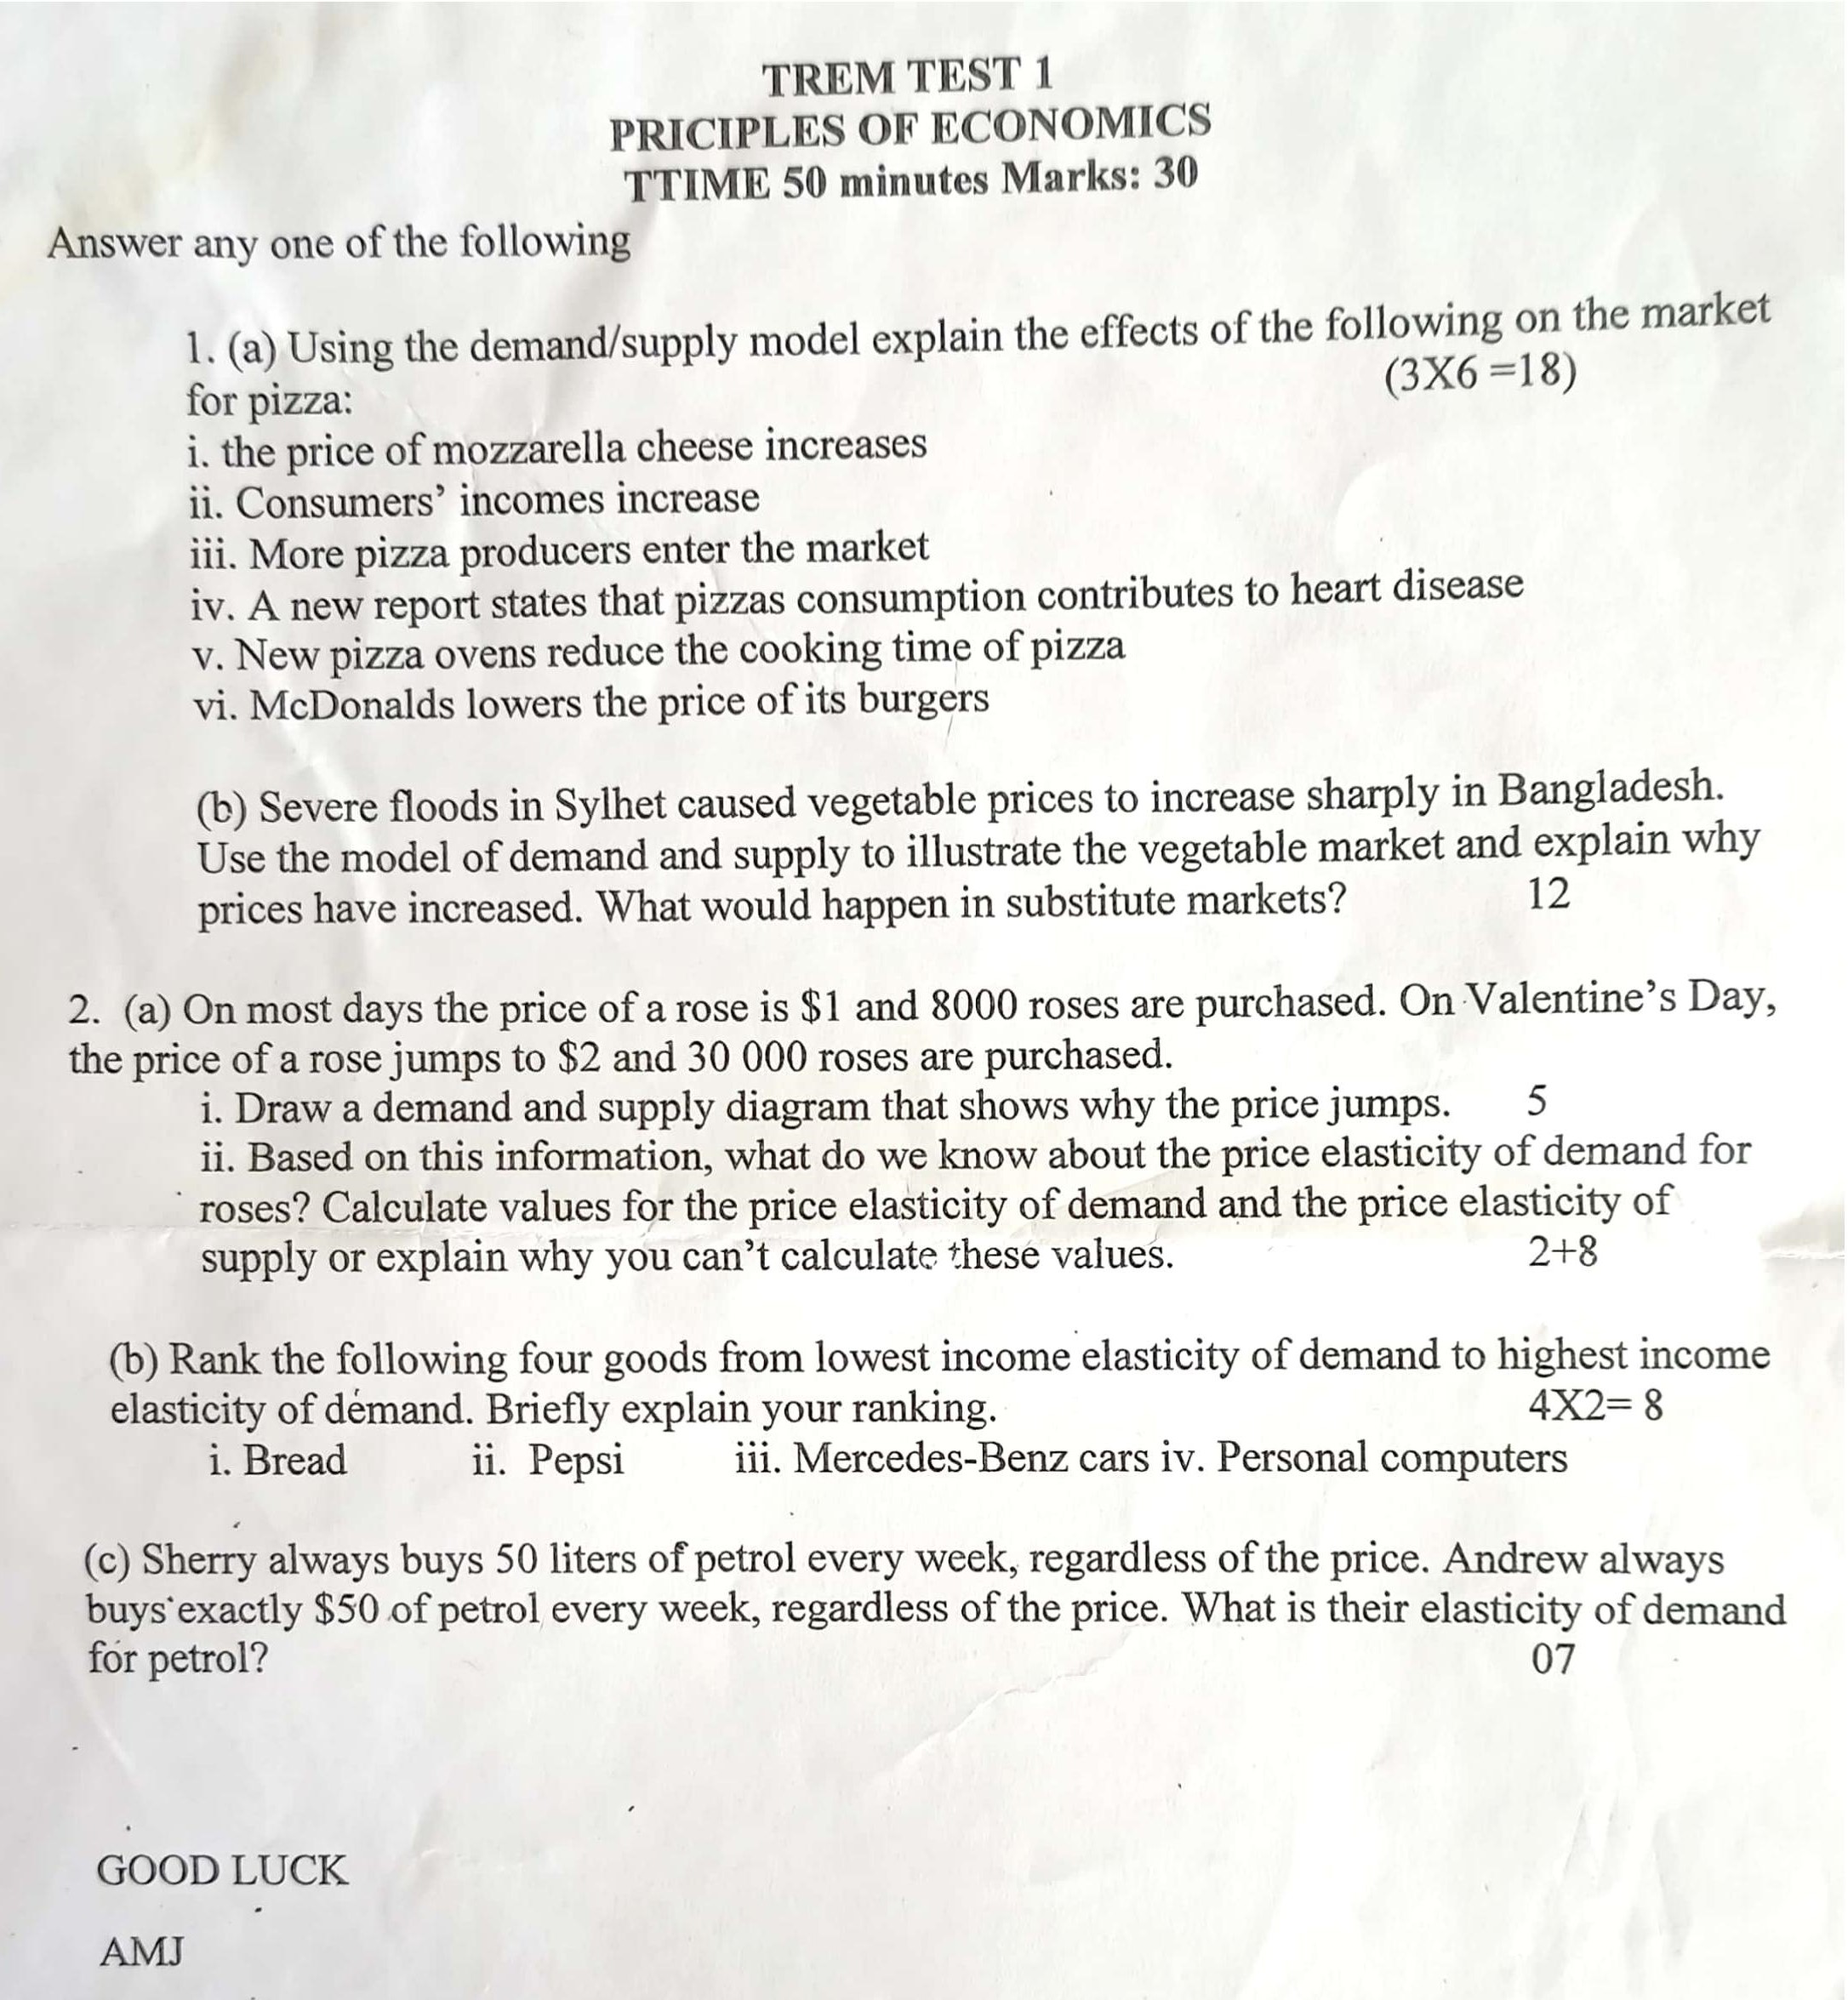 TREM TEST 1
PRICIPLES OF ECONOMICS
TTIME 50 minutes Marks: 30
Answer any one of the following
1. (a) Using the demand/supply model explain the effects of the following on the market
for pizza: (3X6 =18)
i. the price of mozzarella cheese increases
ii. Consumers’ incomes increase
iii. More pizza producers enter the market
iv. A new report states that pizzas consumption contributes to heart disease
v. New pizza ovens reduce the cooking time of pizza
vi. McDonalds lowers the price of its burgers
(b) Severe floods in Sylhet caused vegetable prices to increase sharply in Bangladesh.
Use the model of demand and supply to illustrate the vegetable market and explain why
prices have increased. What would happen in substitute markets? 12
2. (a) On most days the price of a rose is $1 and 8000 roses are purchased. On Valentine’s Day,
the price of a rose jumps to $2 and 30 000 roses are purchased.
i. Draw a demand and supply diagram that shows why the price jumps. 5
ii. Based on this information, what do we know about the price elasticity of demand for
roses? Calculate values for the price elasticity of demand and the price elasticity of
supply or explain why you can’t calculate these values. 2+8
(b) Rank the following four goods from lowest income elasticity of demand to highest income
elasticity of demand. Briefly explain your ranking. 4X2= 8
i. Bread ii. Pepsi iii. Mercedes-Benz cars iv. Personal computers
(c) Sherry always buys 50 liters of petrol every week, regardless of the price. Andrew always
buys exactly $50 of petrol every week, regardless of the price. What is their elasticity of demand
for petrol? 07
GOOD LUCK
AMJ